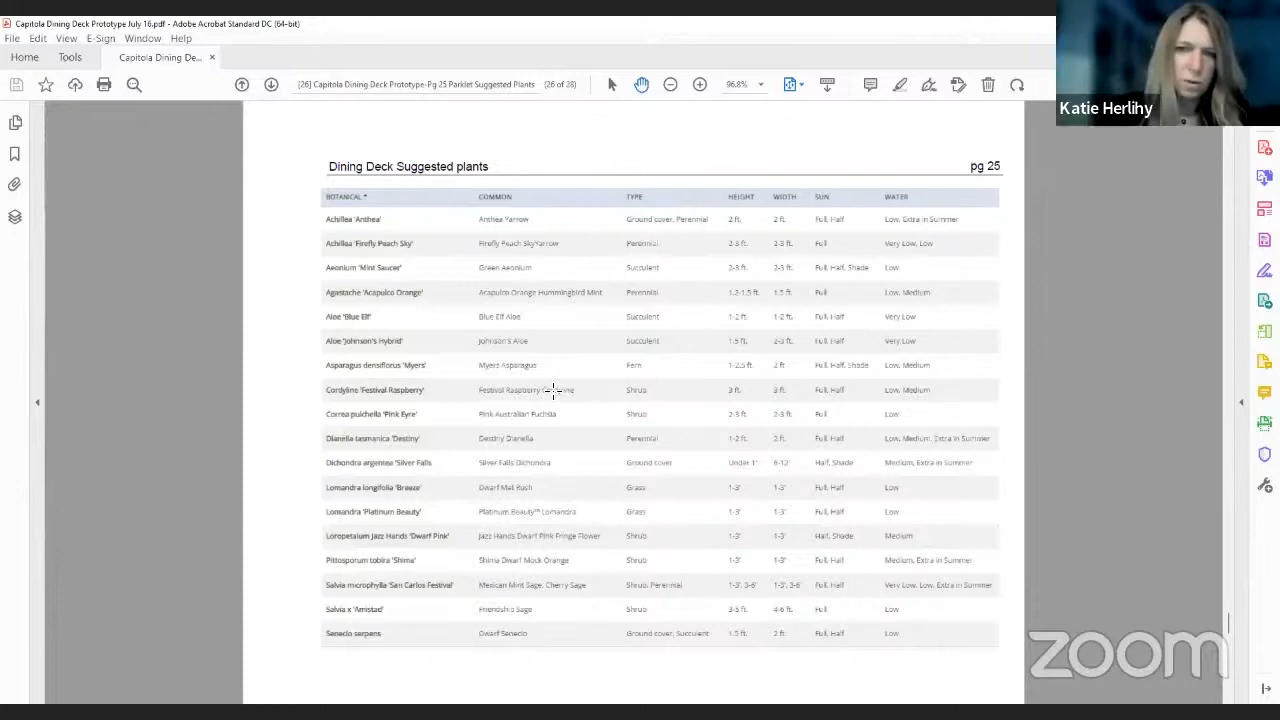 Capitola Dining Deck Prototype July 16.pdf - Adobe Acrobat Standard DC (64-bit)
File Edit View E-Sign Window Help
Home Tools Capitola Dining De... ×
[26] Capitola Dining Deck Prototype-Pg 25 Parklet Suggested Plants (26 of 28) 96.8%
Katie Herlihy
Dining Deck Suggested plants pg 25
BOTANICAL COMMON TYPE HEIGHT WIDTH SUN WATER
Achillea 'Anthea' Anthea Yarrow Ground cover, Perennial 2 ft. 2 ft. Full, Half Low, Extra in Summer
Achillea 'Firefly Peach Sky' Firefly Peach SkyYarrow Perennial 2-3 ft. 2-3 ft. Full Very Low, Low
Aeonium 'Mint Saucer' Green Aeonium Succulent 2-3 ft. 2-3 ft. Full, Half, Shade Low
Agastache 'Acapulco Orange' Acapulco Orange Hummingbird Mint Perennial 1.2-1.5 ft. 1.5 ft. Full Low, Medium
Aloe 'Blue Elf' Blue Elf Aloe Succulent 1-2 ft. 1-2 ft. Full, Half Very Low
Aloe 'Johnson's Hybrid' Johnson's Aloe Succulent 1.5 ft. 2-3 ft. Full, Half Very Low
Asparagus densiflorus 'Myers' Myers Asparagus Fern 1-2.5 ft 2 ft Full, Half, Shade Low, Medium
Cordyline 'Festival Raspberry' Festival Raspberry Shrub 3 ft. 3 ft. Full, Half Low, Medium
Correa pulchella 'Pink Eyre' Pink Australian Fuchsia Shrub 2-3 ft. 2-3 ft. Full Low
Dianella tasmanica 'Destiny' Destiny Dianella Perennial 1-2 ft. 2 ft. Full, Half Low, Medium, Extra in Summer
Dichondra argentea 'Silver Falls Silver Falls Dichondra Ground cover Under 1' 6-12' Half, Shade Medium, Extra in Summer
Lomandra longifolia 'Breeze' Dwarf Mat Rush Grass 1-3' 1-3' Full, Half Low
Lomandra 'Platinum Beauty' Platinum Beauty™ Lomandra Grass 1-3' 1-3' Full, Half Low
Loropetalum Jazz Hands 'Dwarf Pink' Jazz Hands Dwarf Pink Fringe Flower Shrub 1-3' 1-3' Half, Shade Medium
Pittosporum tobira 'Shima' Shima Dwarf Mock Orange Shrub 1-3' 1-3' Full, Half Medium, Extra in Summer
Salvia microphylla 'San Carlos Festival' Mexican Mint Sage, Cherry Sage Shrub, Perennial 1-3', 3-6' 1-3', 3-6' Full, Half Very Low, Low, Extra in Summer
Salvia x 'Amistad' Friendship Sage Shrub 3-5 ft. 4-6 ft. Full Low
Senecio serpens Dwarf Senecio Ground cover, Succulent 1.5 ft. 2 ft. Full, Half Low
zoom